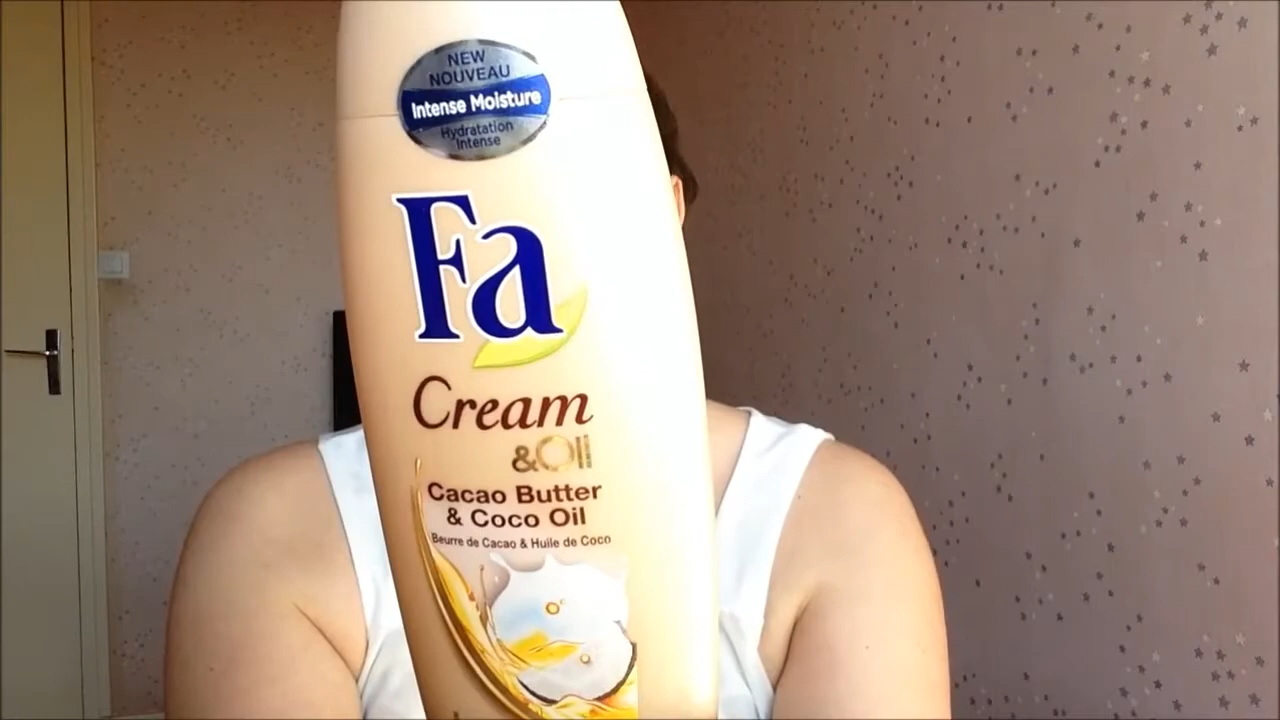 NEW
NOUVEAU
Intense Moisture
Hydratation
Intense
Fa
Cream
&Oil
Cacao Butter
& Coco Oil
Beurre de Cacao & Huile de Coco